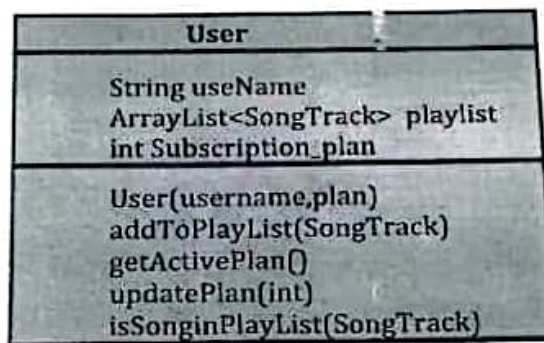 User
String useName
ArrayList<SongTrack> playlist
int Subscription_plan
User(username,plan)
addToPlayList(SongTrack)
getActivePlan()
updatePlan(int)
isSonginPlayList(SongTrack)